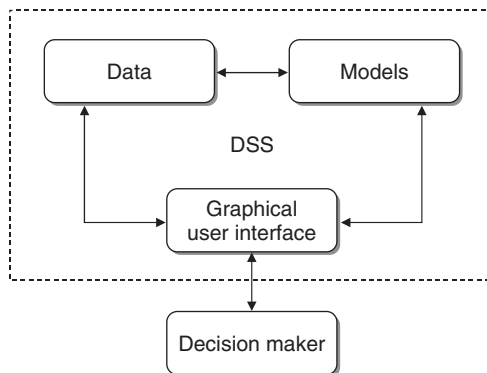 Data
Models
DSS
Graphical
user interface
Decision maker